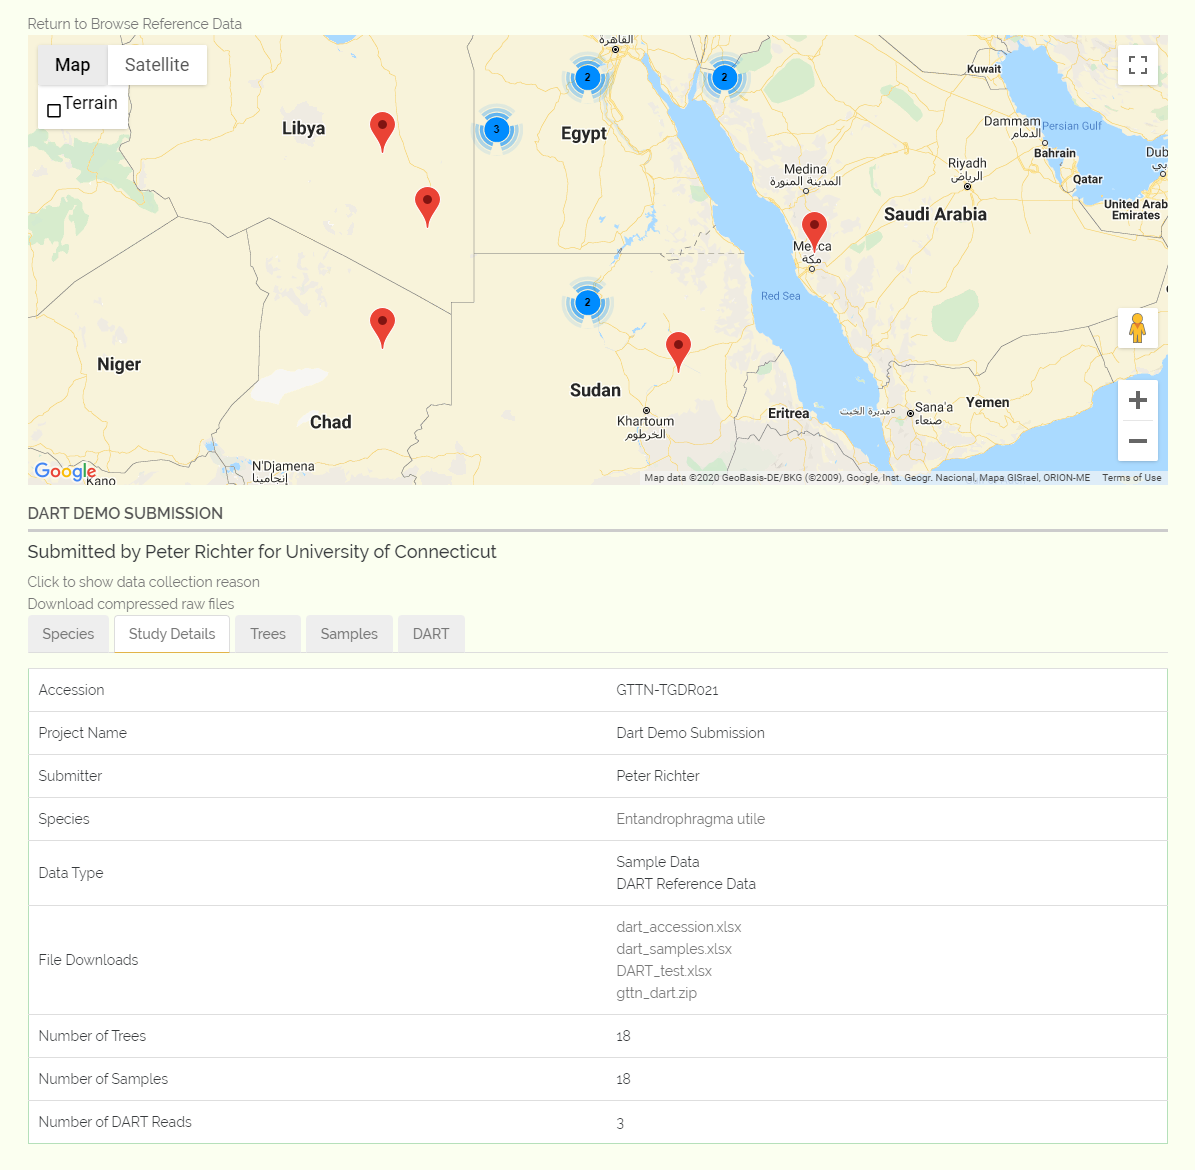 Return to Browse Reference Data
القاهرة
Map Satellite
Terrain
2
2
3
Kuwait
Libya
Egypt
Dammam
الدمام
Persian Gulf
Bahrain
Dub
دبي
Medina
المدينة المنورة
Riyadh
الرياض
Qatar
United Arab
Emirates
Saudi Arabia
Mecca
مكة
Red Sea
2
Niger
Sudan
Chad
Khartoum
الخرطوم
Eritrea
مديرة الخبت
Sana'a
صنعاء
Yemen
N'Djamena
إنجامينا
Google
Kano
Map data ©2020 GeoBasis-DE/BKG (©2009), Google, Inst. Geogr. Nacional, Mapa GISrael, ORION-ME Terms of Use
DART DEMO SUBMISSION
Submitted by Peter Richter for University of Connecticut
Click to show data collection reason
Download compressed raw files
Species Study Details Trees Samples DART
Accession GTTN-TGDR021
Project Name Dart Demo Submission
Submitter Peter Richter
Species Entandrophragma utile
Data Type Sample Data
DART Reference Data
File Downloads dart_accession.xlsx
dart_samples.xlsx
DART_test.xlsx
gttn_dart.zip
Number of Trees 18
Number of Samples 18
Number of DART Reads 3